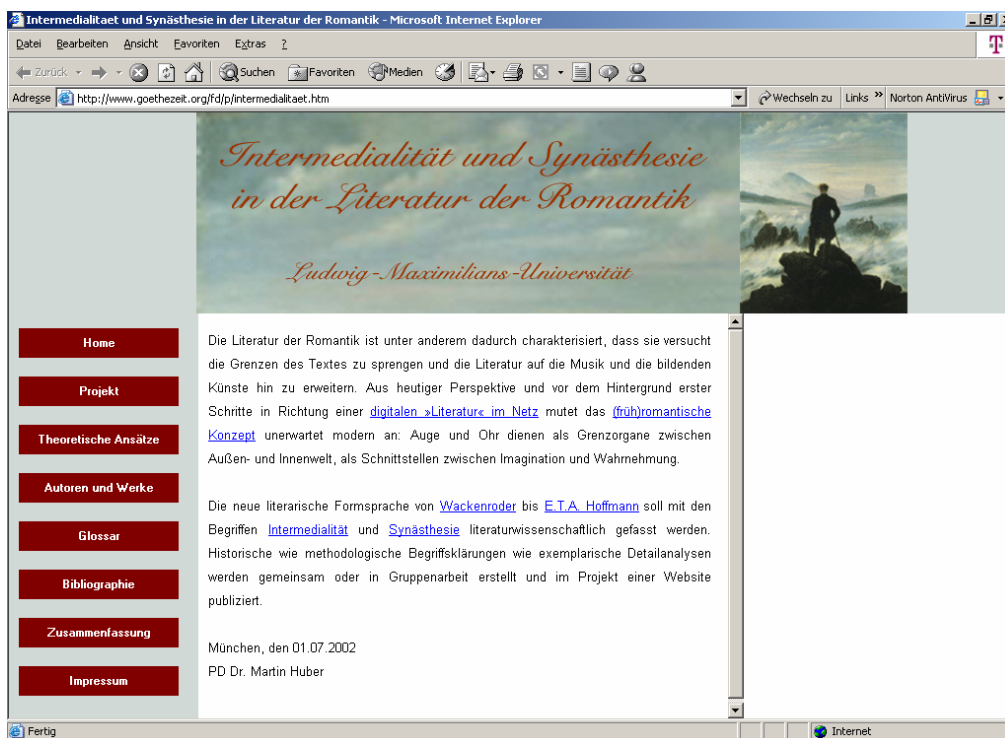 Intermedialitaet und Synästhesie in der Literatur der Romantik - Microsoft Internet Explorer
Datei Bearbeiten Ansicht Favoriten Extras ?
T
Zurück Suchen Favoriten Medien
Adresse http://www.goethezeit.org/fd/p/intermedialitaet.htm Wechseln zu Links » Norton AntiVirus
Intermedialität und Synästhesie
in der Literatur der Romantik
Ludwig-Maximilians-Universität
Home
Projekt
Theoretische Ansätze
Autoren und Werke
Glossar
Bibliographie
Zusammenfassung
Impressum
Die Literatur der Romantik ist unter anderem dadurch charakterisiert, dass sie versucht
die Grenzen des Textes zu sprengen und die Literatur auf die Musik und die bildenden
Künste hin zu erweitern. Aus heutiger Perspektive und vor dem Hintergrund erster
Schritte in Richtung einer digitalen »Literatur« im Netz mutet das (früh)romantische
Konzept unerwartet modern an: Auge und Ohr dienen als Grenzorgane zwischen
Außen- und Innenwelt, als Schnittstellen zwischen Imagination und Wahrnehmung.
Die neue literarische Formsprache von Wackenroder bis E.T.A. Hoffmann soll mit den
Begriffen Intermedialität und Synästhesie literaturwissenschaftlich gefasst werden.
Historische wie methodologische Begriffsklärungen wie exemplarische Detailanalysen
werden gemeinsam oder in Gruppenarbeit erstellt und im Projekt einer Website
publiziert.
München, den 01.07.2002
PD Dr. Martin Huber
Fertig Internet